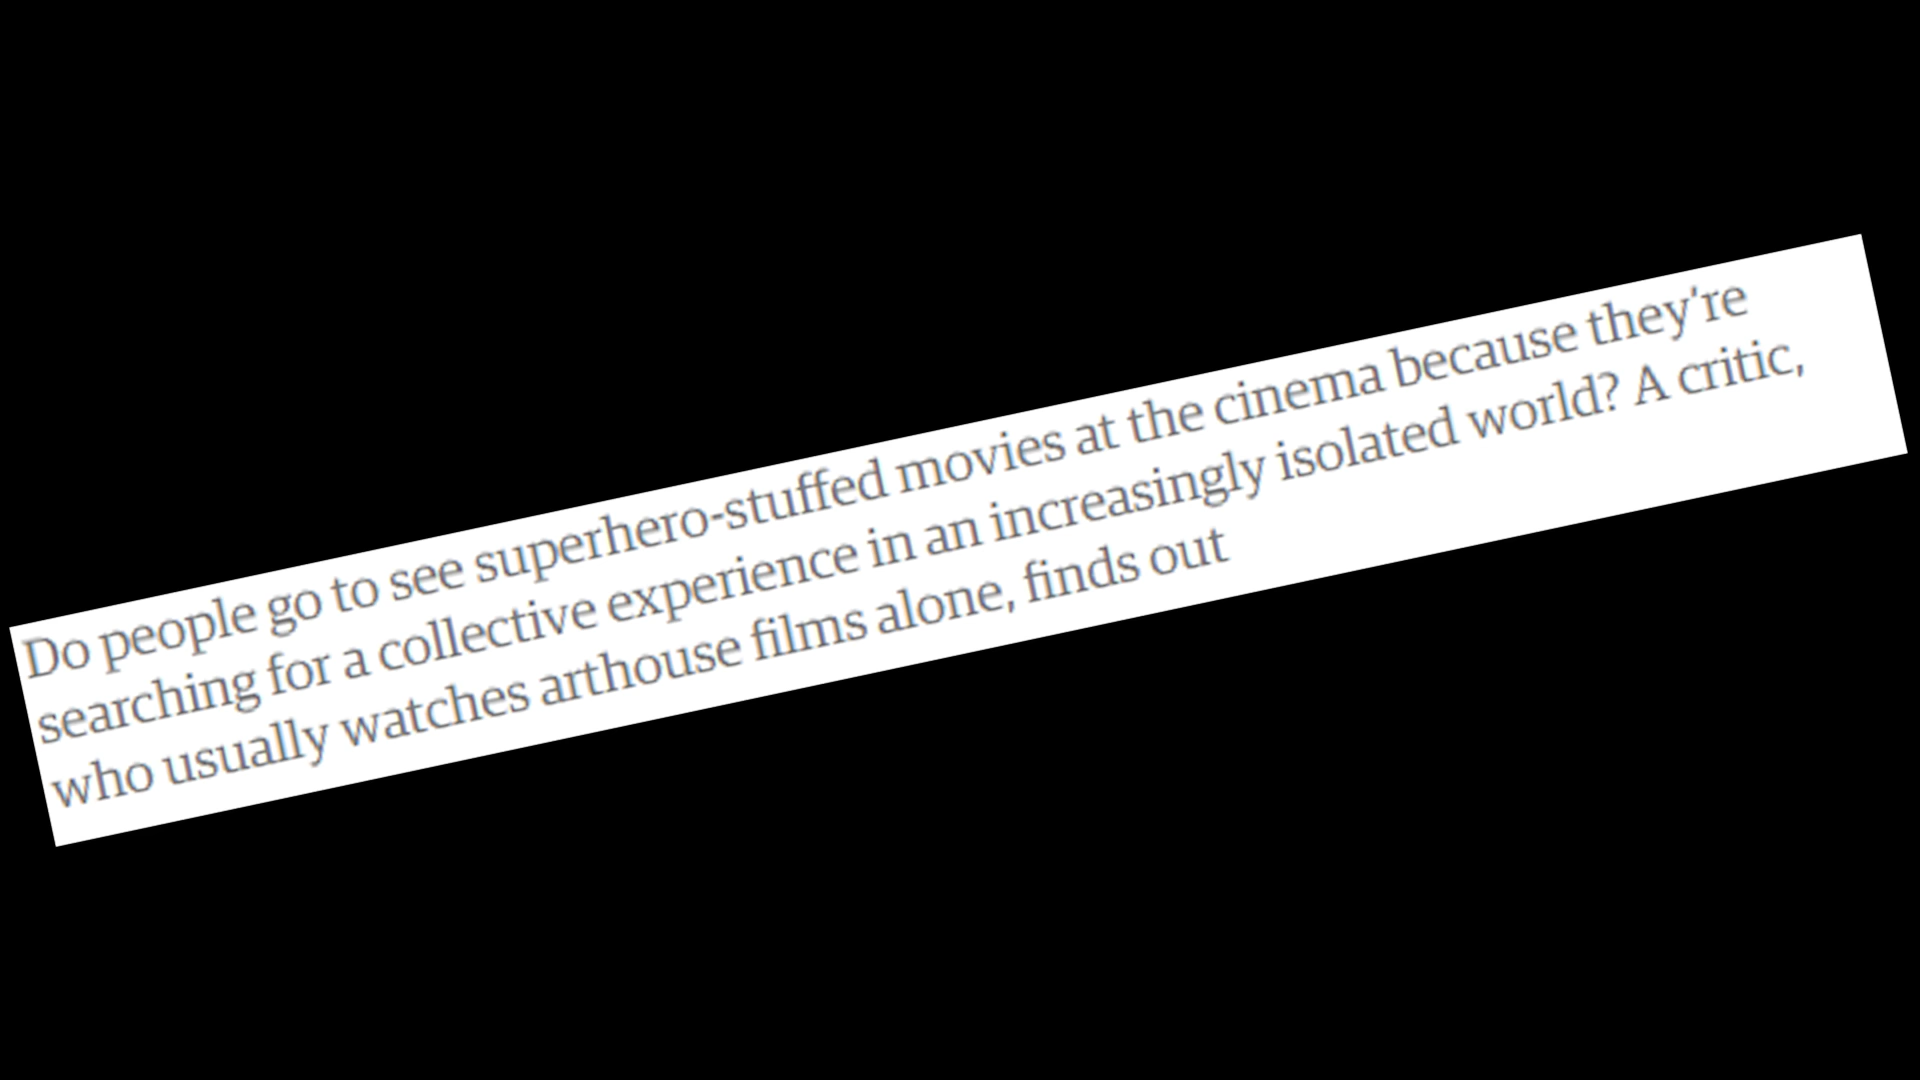 Do people go to see superhero-stuffed movies at the cinema because they’re
searching for a collective experience in an increasingly isolated world? A critic,
who usually watches arthouse films alone, finds out